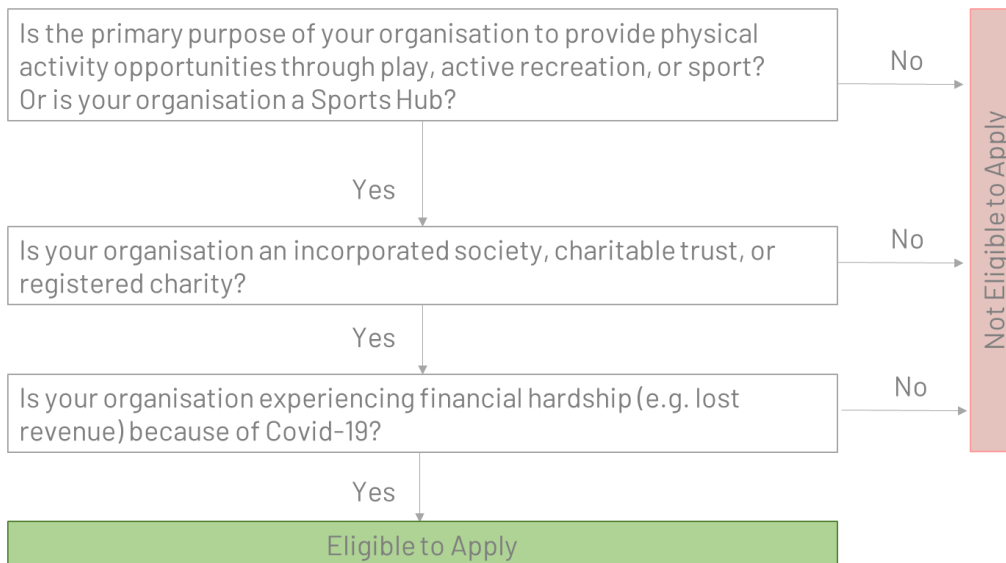 Is the primary purpose of your organisation to provide physical
activity opportunities through play, active recreation, or sport?
Or is your organisation a Sports Hub?
No
Yes
Is your organisation an incorporated society, charitable trust, or
registered charity?
No
Yes
Is your organisation experiencing financial hardship (e.g. lost
revenue) because of Covid-19?
No
Yes
Eligible to Apply
Not Eligible to Apply